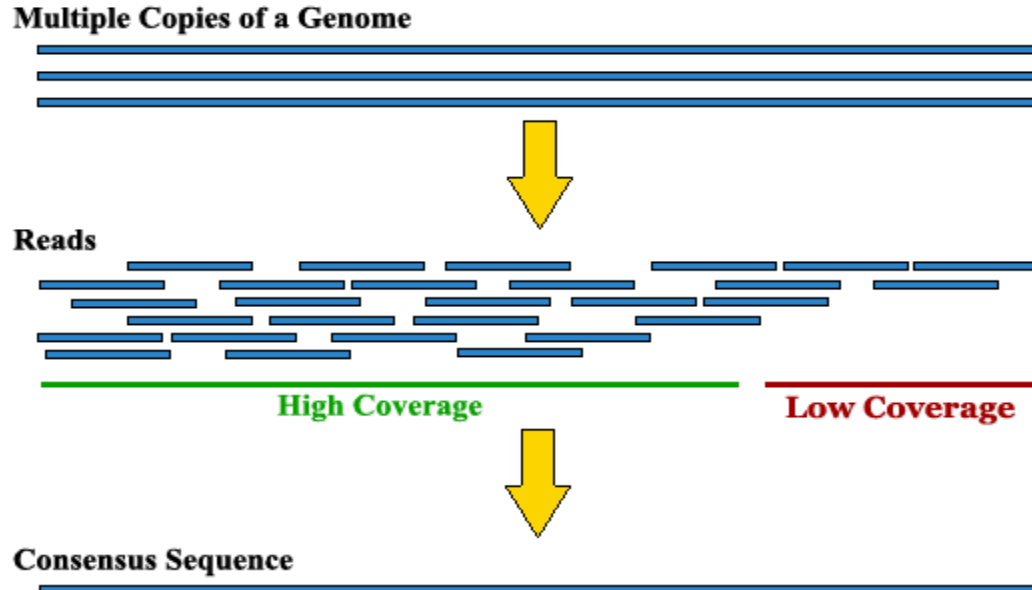 Multiple Copies of a Genome
Reads
High Coverage
Low Coverage
Consensus Sequence